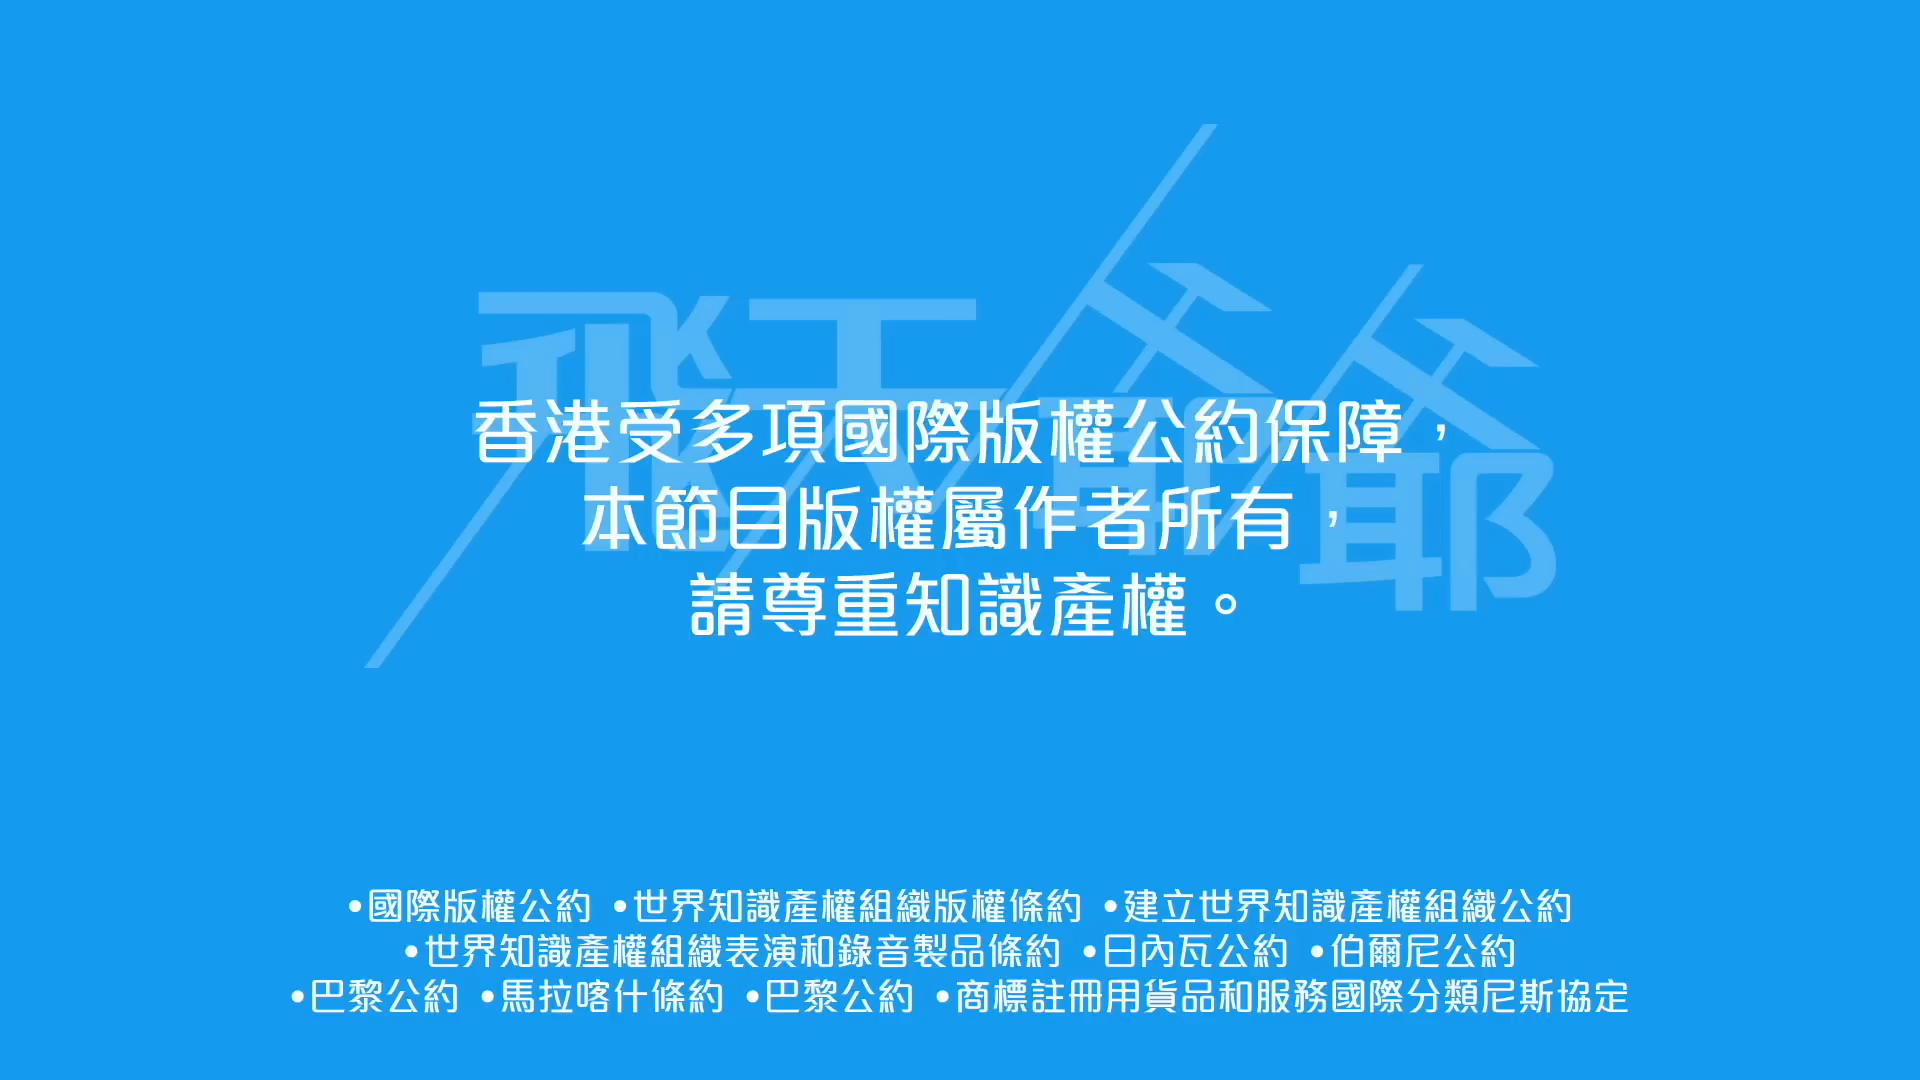 飛天爺爺
香港受多項國際版權公約保障，
本節目版權屬作者所有，
請尊重知識產權。
•國際版權公約 •世界知識產權組織版權條約 •建立世界知識產權組織公約
•世界知識產權組織表演和錄音製品條約 •日內瓦公約 •伯爾尼公約
•巴黎公約 •馬拉喀什條約 •巴黎公約 •商標註冊用貨品和服務國際分類尼斯協定